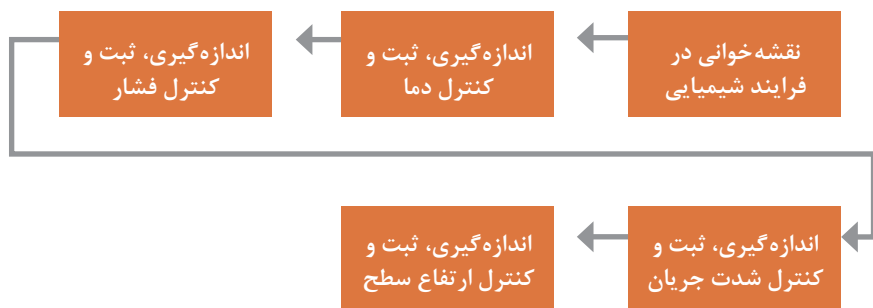 نقشه‌خوانی در
فرایند شیمیایی
اندازه‌گیری، ثبت و
کنترل دما
اندازه‌گیری، ثبت و
کنترل فشار
اندازه‌گیری، ثبت و
کنترل شدت جریان
اندازه‌گیری، ثبت و
کنترل ارتفاع سطح